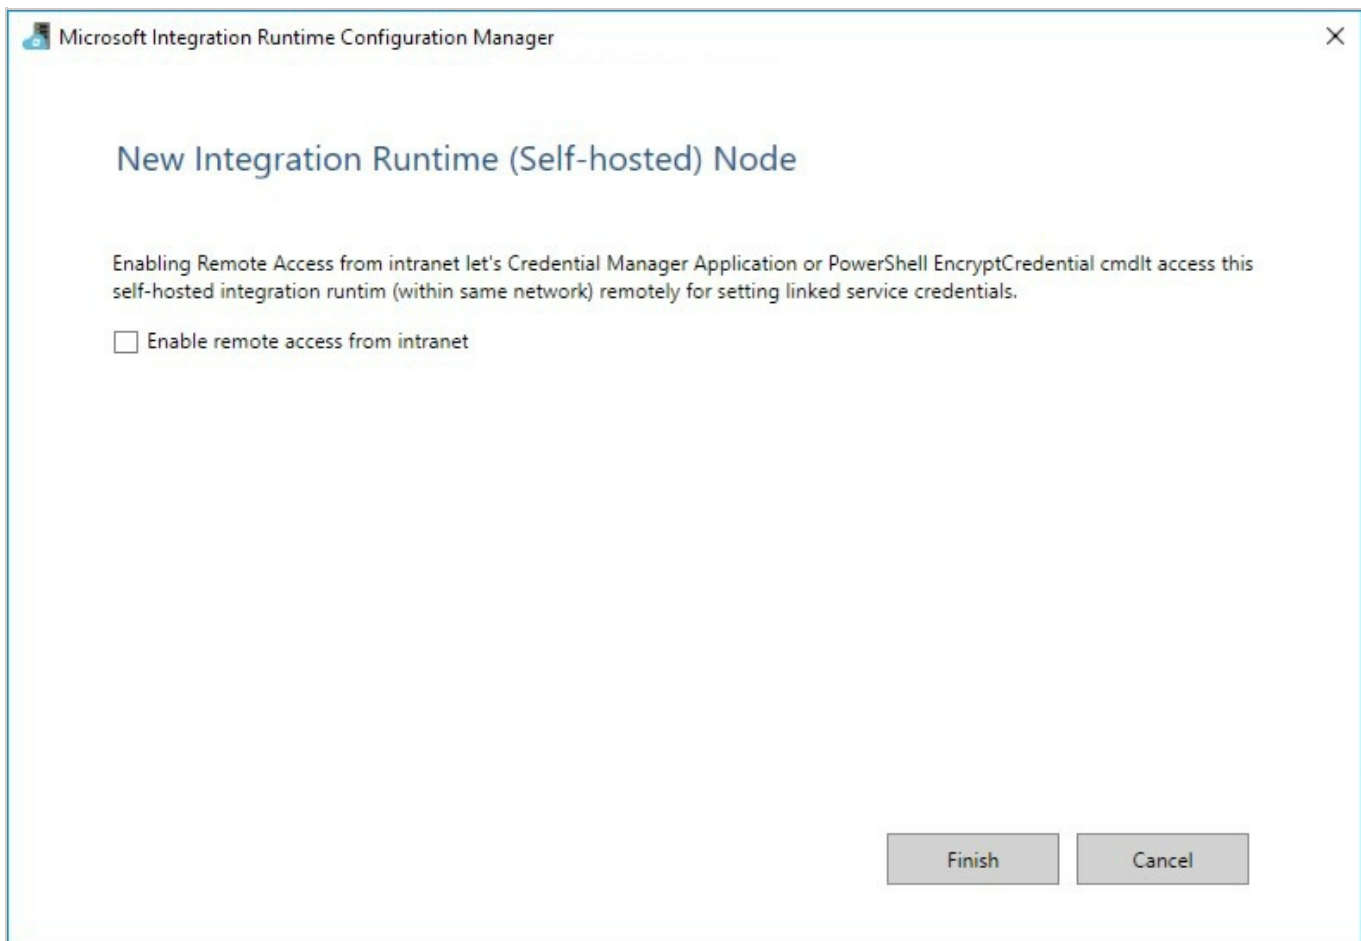 Microsoft Integration Runtime Configuration Manager
New Integration Runtime (Self-hosted) Node
Enabling Remote Access from intranet let's Credential Manager Application or PowerShell EncryptCredential cmdlt access this
self-hosted integration runtim (within same network) remotely for setting linked service credentials.
Enable remote access from intranet
Finish
Cancel